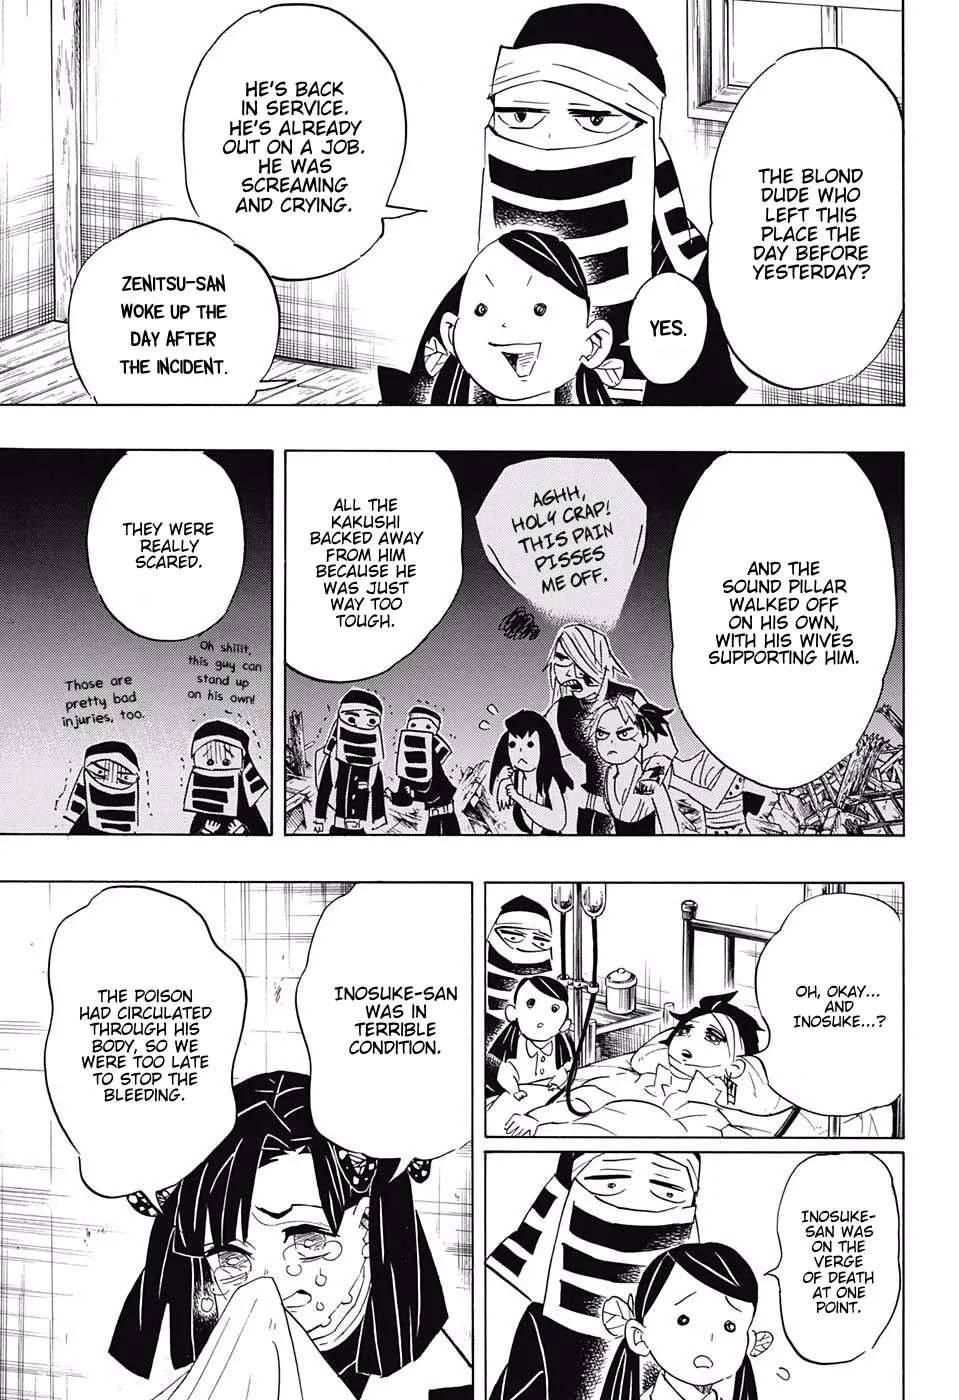 THE BLOND
DUDE WHO
LEFT THIS
PLACE THE
DAY BEFORE
YESTERDAY?
YES.
HE'S BACK
IN SERVICE.
HE'S ALREADY
OUT ON A JOB.
HE WAS
SCREAMING
AND CRYING.
ZENITSU-SAN
WOKE UP THE
DAY AFTER
THE INCIDENT.
AND THE
SOUND PILLAR
WALKED OFF
ON HIS OWN,
WITH HIS WIVES
SUPPORTING HIM.
AGHH,
HOLY CRAP!
THIS PAIN
PISSES
ME OFF.
ALL THE
KAKUSHI
BACKED AWAY
FROM HIM
BECAUSE HE
WAS JUST
WAY TOO
TOUGH.
THEY WERE
REALLY
SCARED.
Oh shiiit,
this guy can
stand up
on his own!
Those are
pretty bad
injuries, too.
OH, OKAY...
AND
INOSUKE...?
INOSUKE-
SAN WAS
ON THE
VERGE
OF DEATH
AT ONE
POINT.
INOSUKE-SAN
WAS IN
TERRIBLE
CONDITION.
THE POISON
HAD CIRCULATED
THROUGH HIS
BODY, SO WE
WERE TOO LATE
TO STOP THE
BLEEDING.